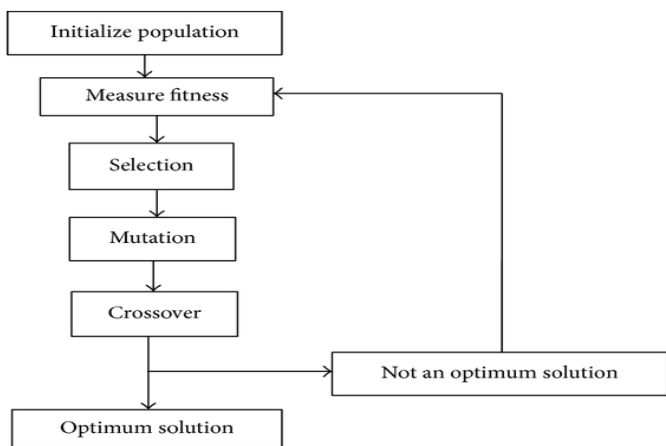 Initialize population
Measure fitness
Selection
Mutation
Crossover
Not an optimum solution
Optimum solution